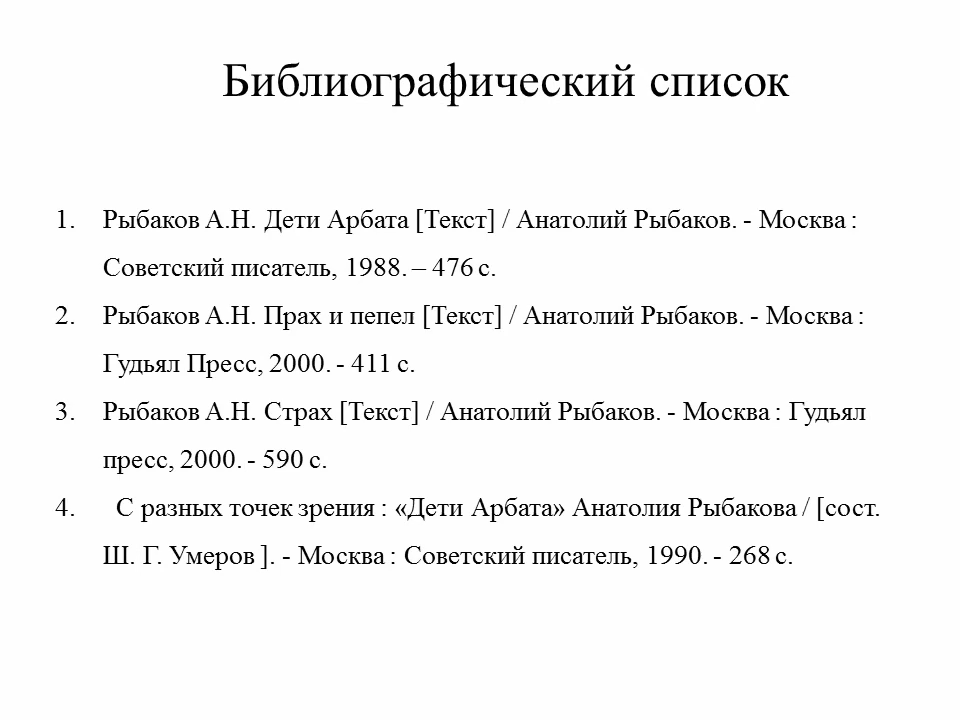 Библиографический список
1. Рыбаков А.Н. Дети Арбата [Текст] / Анатолий Рыбаков. - Москва :
Советский писатель, 1988. – 476 с.
2. Рыбаков А.Н. Прах и пепел [Текст] / Анатолий Рыбаков. - Москва :
Гудьял Пресс, 2000. - 411 с.
3. Рыбаков А.Н. Страх [Текст] / Анатолий Рыбаков. - Москва : Гудьял
пресс, 2000. - 590 с.
4. С разных точек зрения : «Дети Арбата» Анатолия Рыбакова / [сост.
Ш. Г. Умеров ]. - Москва : Советский писатель, 1990. - 268 с.